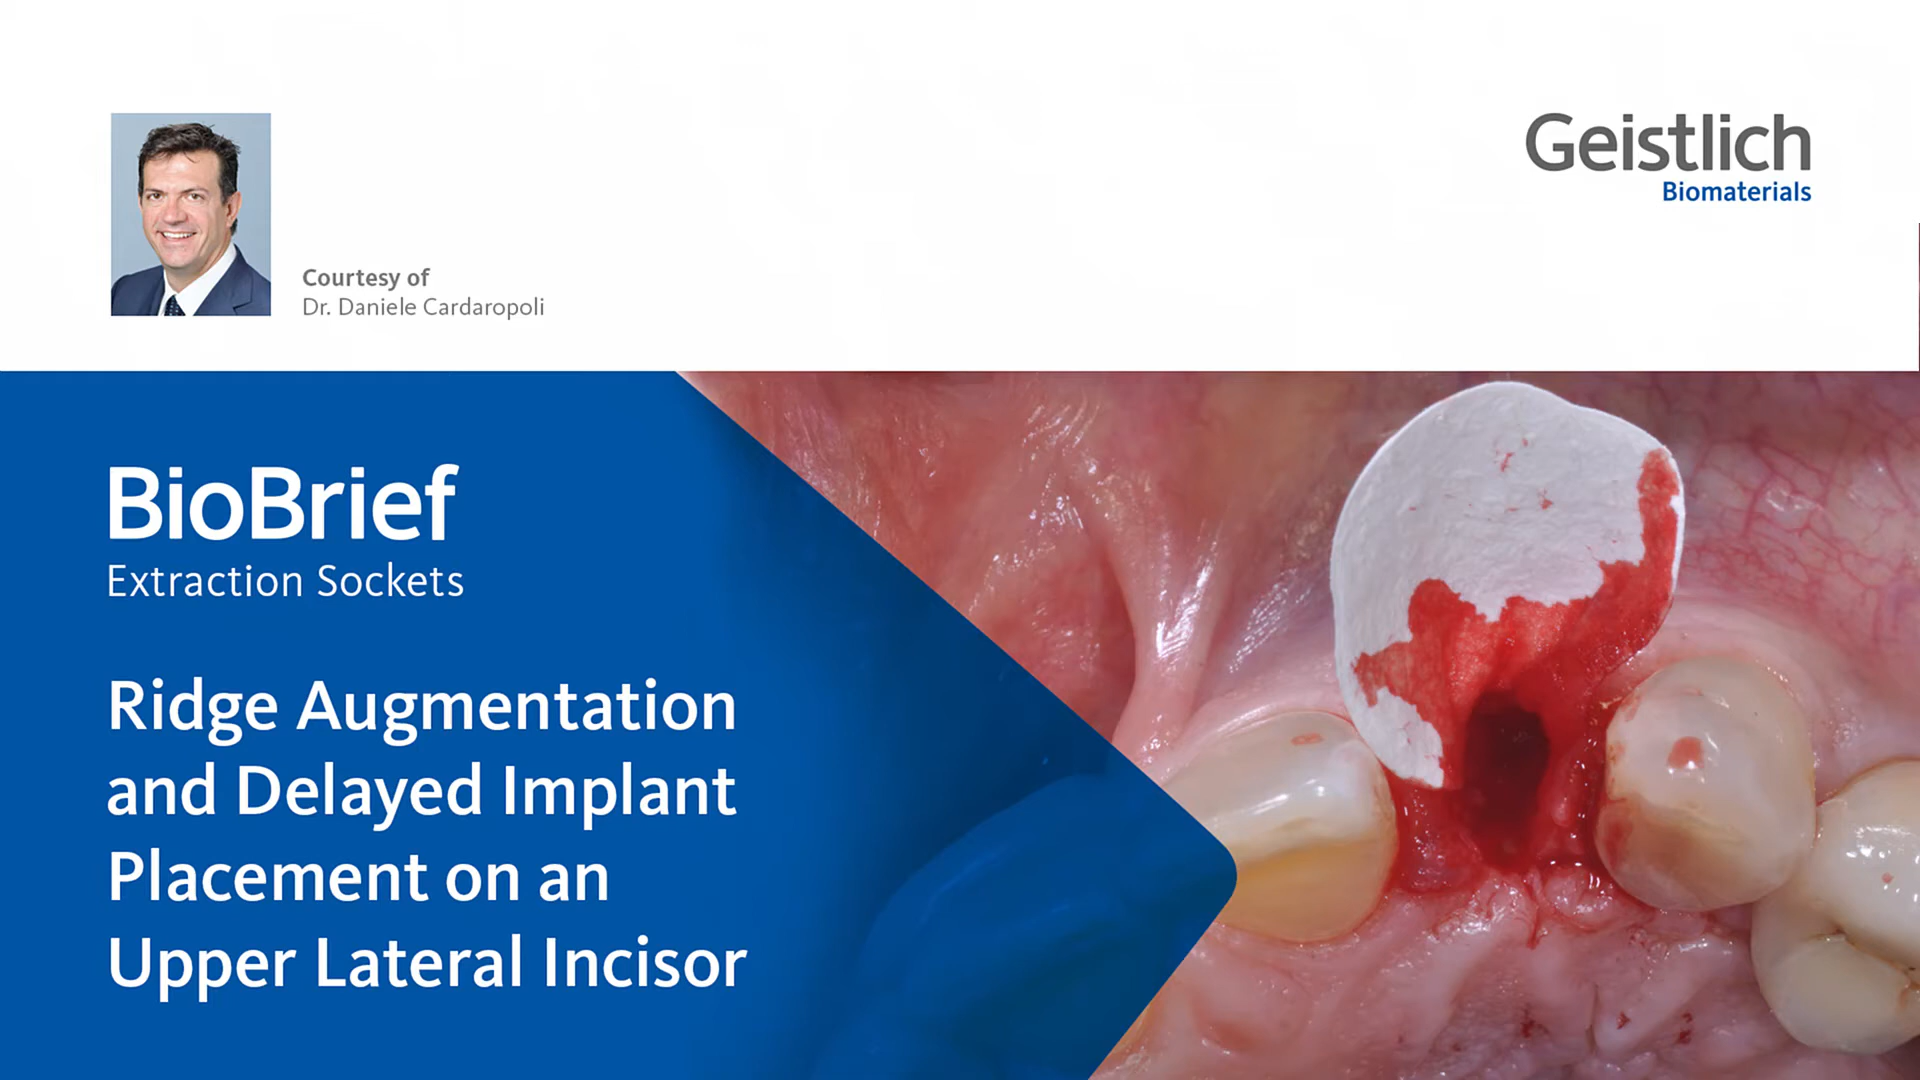 Geistlich
Biomaterials
Courtesy of
Dr. Daniele Cardaropoli
BioBrief
Extraction Sockets
Ridge Augmentation
and Delayed Implant
Placement on an
Upper Lateral Incisor